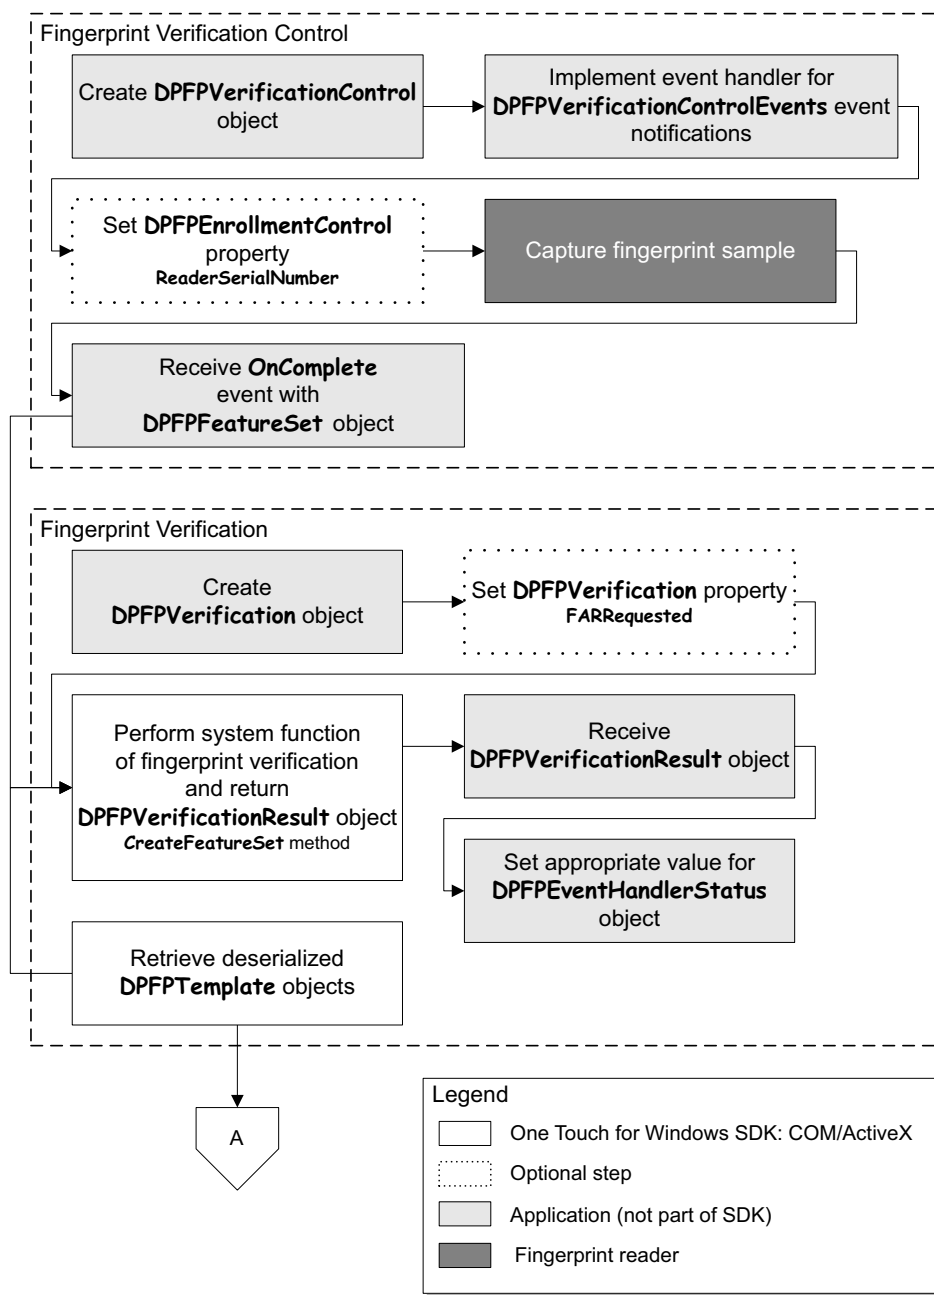 Fingerprint Verification Control
Create DPFPVerificationControl
object
Implement event handler for
DPFPVerificationControlEvents event
notifications
Set DPFPEnrollmentControl
property
ReaderSerialNumber
Capture fingerprint sample
Receive OnComplete
event with
DPFPFeatureSet object
Fingerprint Verification
Create
DPFPVerification object
Set DPFPVerification property
FARRequested
Perform system function
of fingerprint verification
and return
DPFPVerificationResult object
CreateFeatureSet method
Receive
DPFPVerificationResult object
Set appropriate value for
DPFPEventHandlerStatus
object
Retrieve deserialized
DPFPTemplate objects
A
Legend
One Touch for Windows SDK: COM/ActiveX
Optional step
Application (not part of SDK)
Fingerprint reader